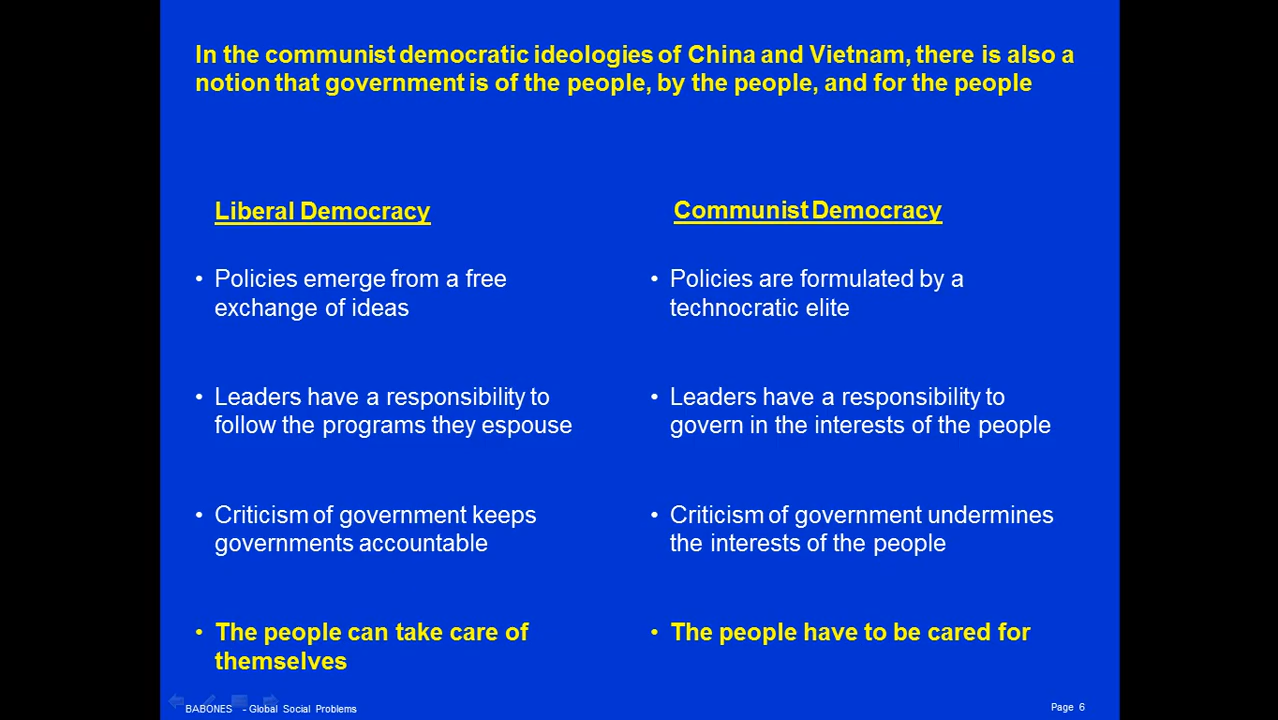 In the communist democratic ideologies of China and Vietnam, there is also a
notion that government is of the people, by the people, and for the people
Liberal Democracy
• Policies emerge from a free
exchange of ideas
• Leaders have a responsibility to
follow the programs they espouse
• Criticism of government keeps
governments accountable
• The people can take care of
themselves
Communist Democracy
• Policies are formulated by a
technocratic elite
• Leaders have a responsibility to
govern in the interests of the people
• Criticism of government undermines
the interests of the people
• The people have to be cared for
BABONES - Global Social Problems
Page 6